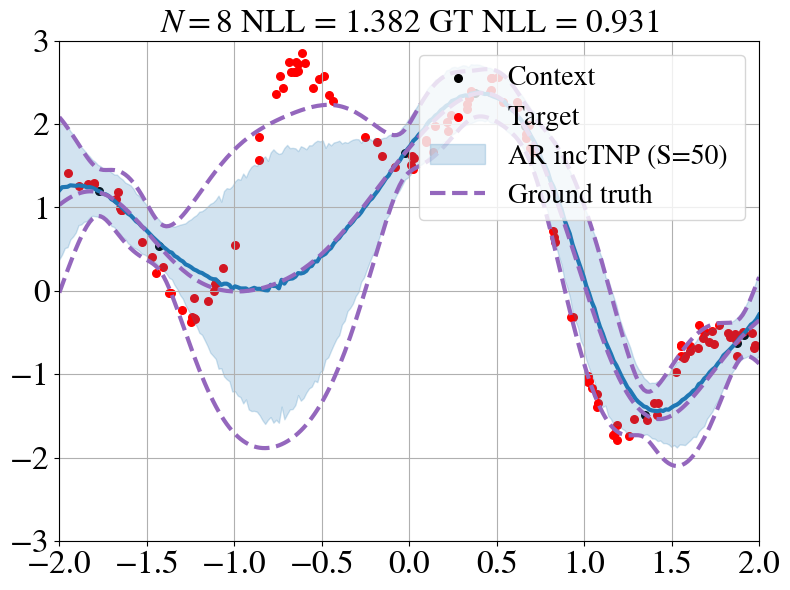 N = 8 NLL = 1.382 GT NLL = 0.931
3
2
1
0
−1
−2
−3
Context
Target
AR incTNP (S=50)
Ground truth
−2.0 −1.5 −1.0 −0.5 0.0 0.5 1.0 1.5 2.0